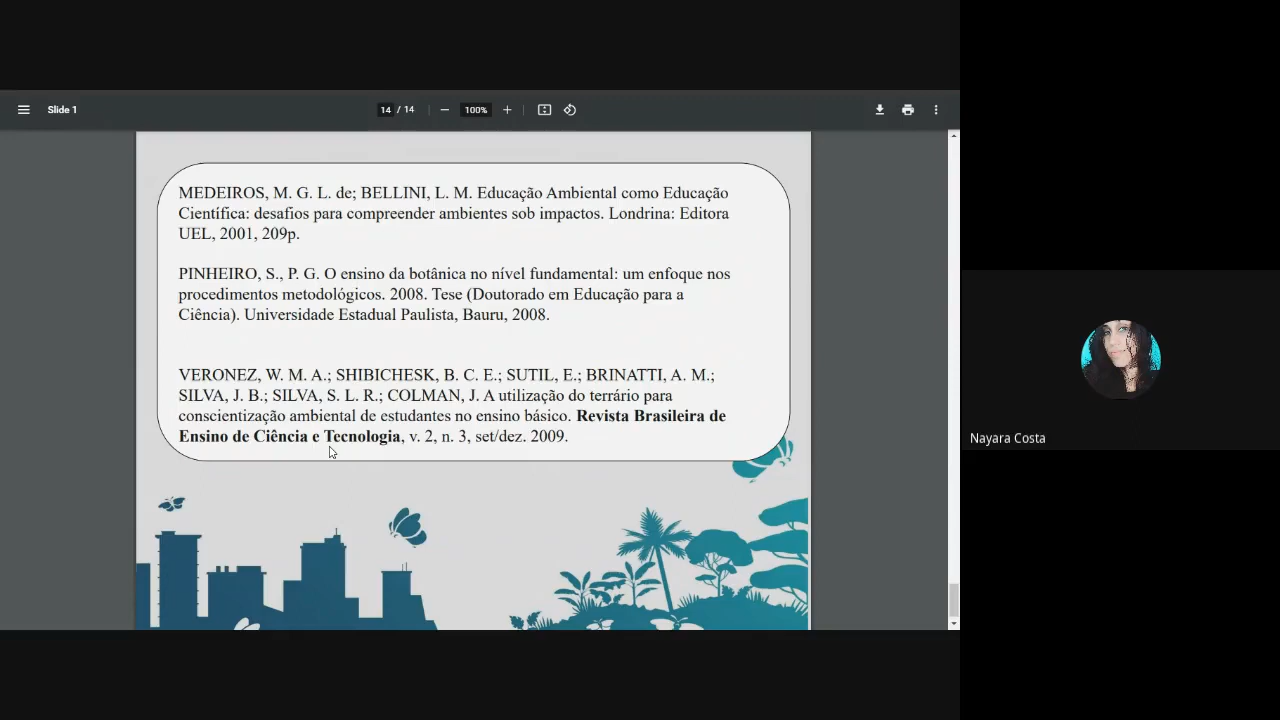 Slide 1
14 / 14
100%
MEDEIROS, M. G. L. de; BELLINI, L. M. Educação Ambiental como Educação
Científica: desafios para compreender ambientes sob impactos. Londrina: Editora
UEL, 2001, 209p.
PINHEIRO, S., P. G. O ensino da botânica no nível fundamental: um enfoque nos
procedimentos metodológicos. 2008. Tese (Doutorado em Educação para a
Ciência). Universidade Estadual Paulista, Bauru, 2008.
VERONEZ, W. M. A.; SHIBICHESK, B. C. E.; SUTIL, E.; BRINATTI, A. M.;
SILVA, J. B.; SILVA, S. L. R.; COLMAN, J. A utilização do terrário para
conscientização ambiental de estudantes no ensino básico. Revista Brasileira de
Ensino de Ciência e Tecnologia, v. 2, n. 3, set/dez. 2009.
Nayara Costa